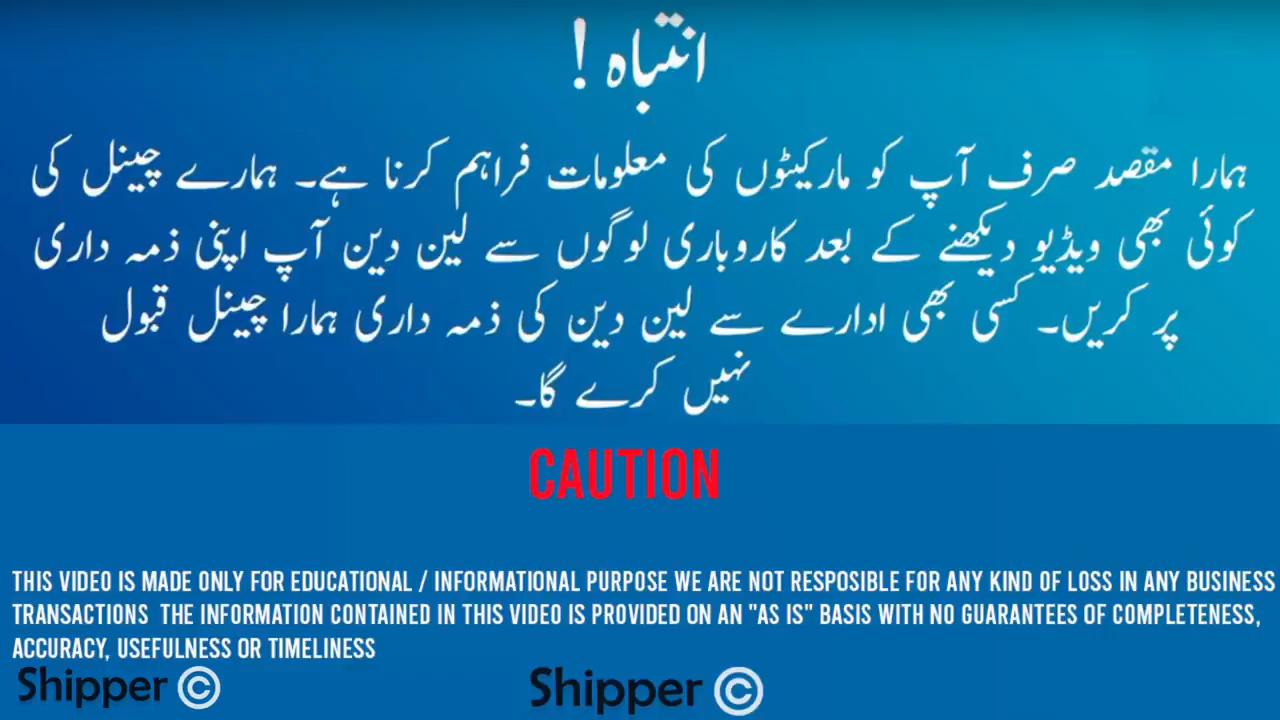 انتباہ !
ہمارا مقصد صرف آپ کو مارکیٹوں کی معلومات فراہم کرنا ہے۔ ہمارے چینل کی
کوئی بھی ویڈیو دیکھنے کے بعد کاروباری لوگوں سے لین دین آپ اپنی ذمہ داری
پر کریں۔ کسی بھی ادارے سے لین دین کی ذمہ داری ہمارا چینل قبول
نہیں کرے گا۔
CAUTION
THIS VIDEO IS MADE ONLY FOR EDUCATIONAL / INFORMATIONAL PURPOSE WE ARE NOT RESPOSIBLE FOR ANY KIND OF LOSS IN ANY BUSINESS
TRANSACTIONS THE INFORMATION CONTAINED IN THIS VIDEO IS PROVIDED ON AN "AS IS" BASIS WITH NO GUARANTEES OF COMPLETENESS,
ACCURACY, USEFULNESS OR TIMELINESS
Shipper ©
Shipper ©